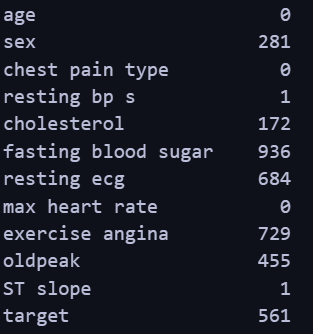 age 0
sex 281
chest pain type 0
resting bp s 1
cholesterol 172
fasting blood sugar 936
resting ecg 684
max heart rate 0
exercise angina 729
oldpeak 455
ST slope 1
target 561